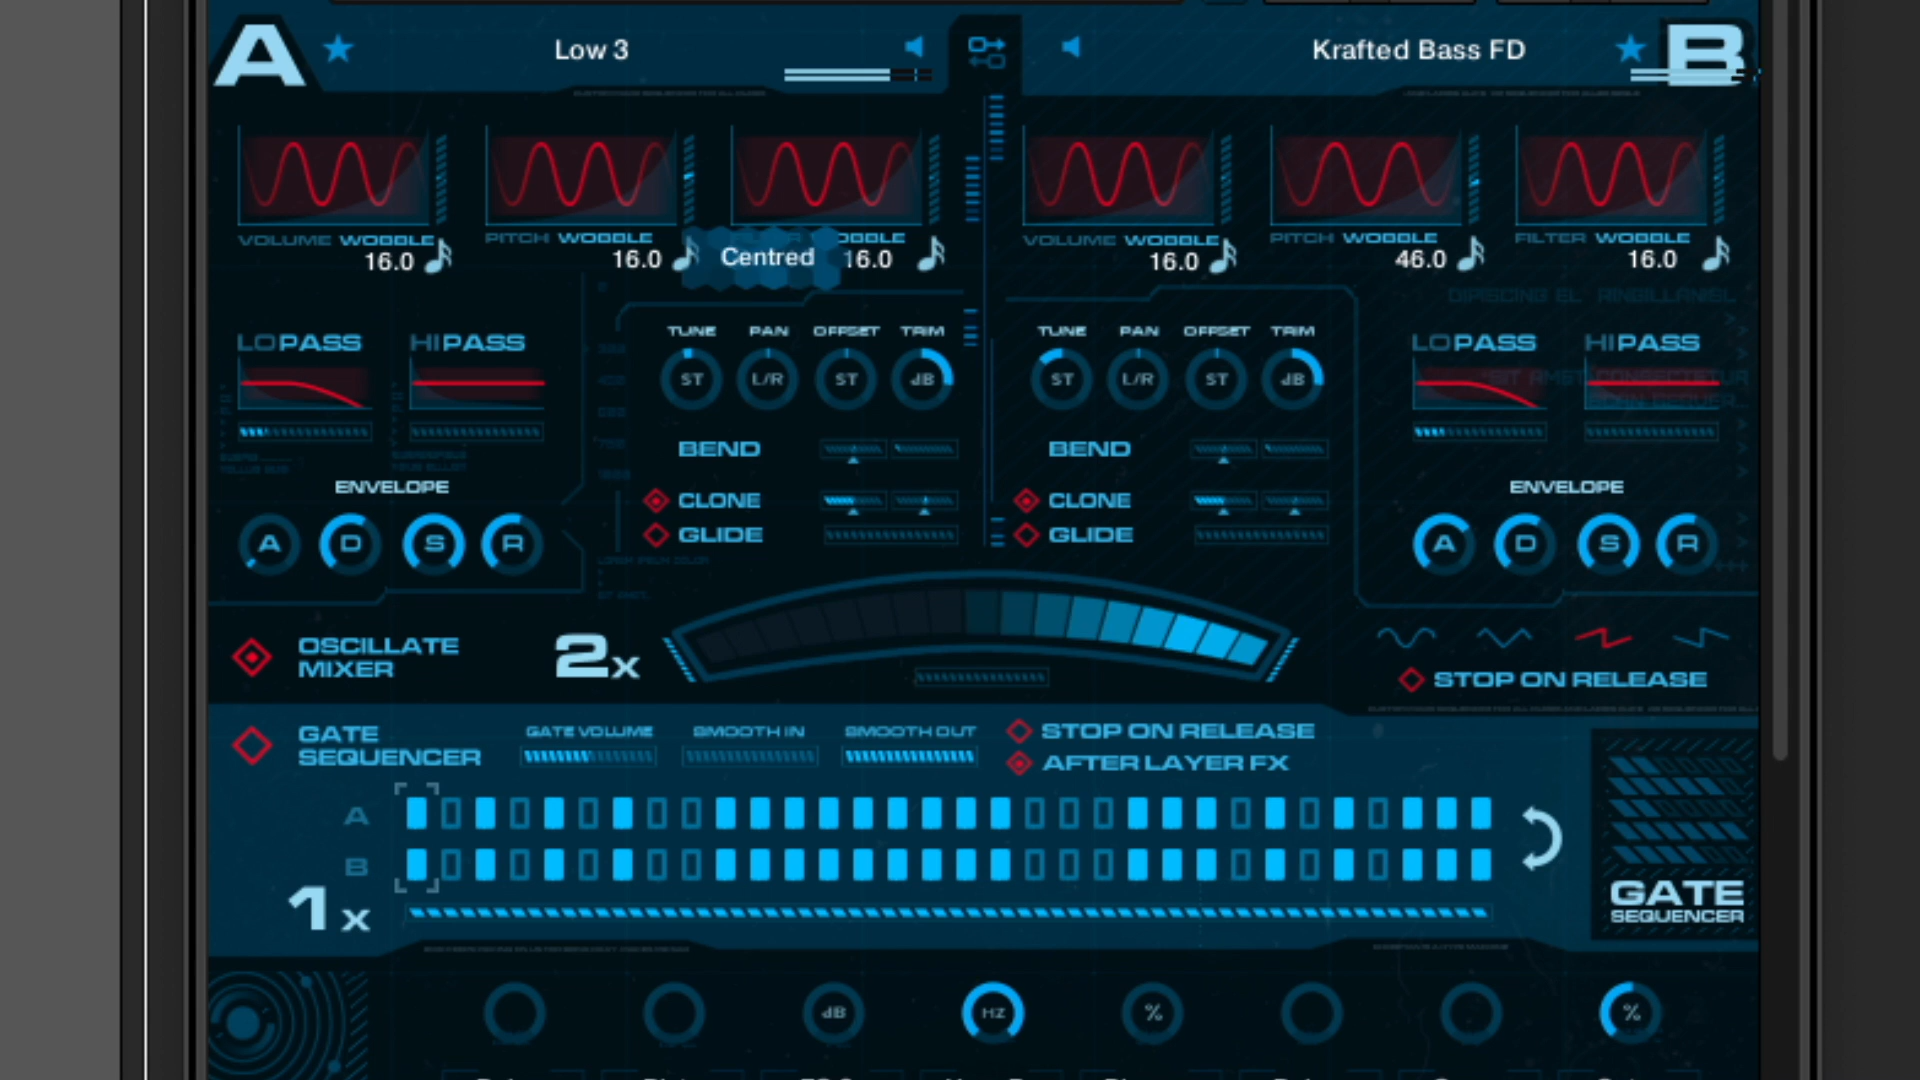 A Low 3 Krafted Bass FD B
VOLUME WOBBLE PITCH WOBBLE WOBBLE VOLUME WOBBLE PITCH WOBBLE FILTER WOBBLE
16.0 16.0 Centred 16.0 16.0 46.0 16.0
LOPASS HIPASS TUNE PAN OFFSET TRIM TUNE PAN OFFSET TRIM LOPASS HIPASS
ST L/R ST dB ST L/R ST dB
BEND BEND
ENVELOPE CLONE CLONE ENVELOPE
GLIDE GLIDE
A D S R A D S R
OSCILLATE
MIXER
2x
STOP ON RELEASE
GATE
SEQUENCER
GATE VOLUME SMOOTH IN SMOOTH OUT STOP ON RELEASE
AFTER LAYER FX
A
B
1x
GATE
SEQUENCER
dB HZ % %